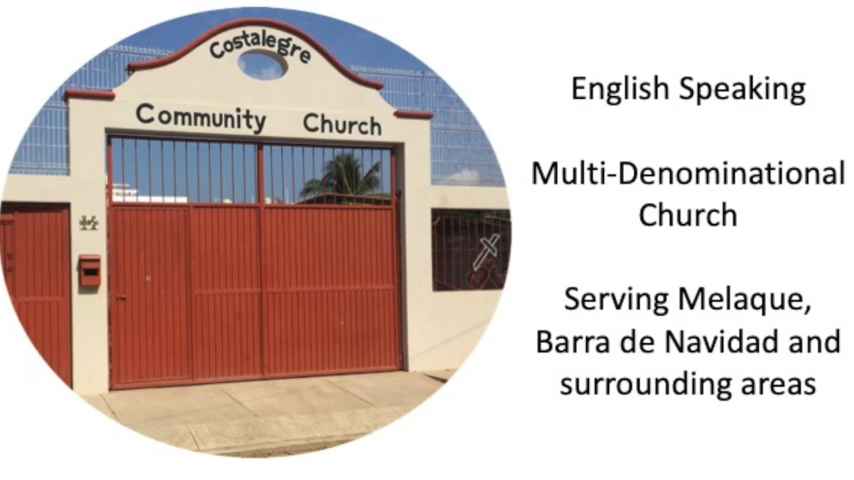 Costalegre
Community Church
English Speaking
Multi-Denominational
Church
Serving Melaque,
Barra de Navidad and
surrounding areas